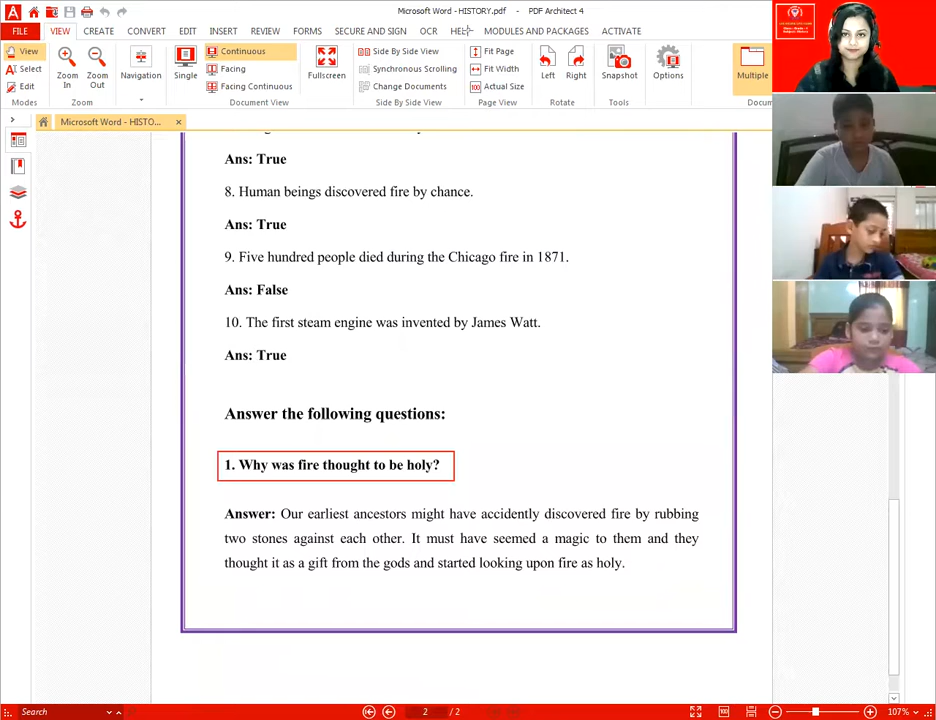 Microsoft Word - HISTORY.pdf - PDF Architect 4
FILE VIEW CREATE CONVERT EDIT INSERT REVIEW FORMS SECURE AND SIGN OCR HELP MODULES AND PACKAGES ACTIVATE
View
Select
Edit
Modes
Zoom In
Zoom Out
Zoom
Navigation
Single
Continuous
Facing
Facing Continuous
Document View
Fullscreen
Side By Side View
Synchronous Scrolling
Change Documents
Side By Side View
Fit Page
Fit Width
Actual Size
Page View
Left
Right
Rotate
Snapshot
Tools
Options
Multiple
Docum
Microsoft Word - HISTO...
Ans: True
8. Human beings discovered fire by chance.
Ans: True
9. Five hundred people died during the Chicago fire in 1871.
Ans: False
10. The first steam engine was invented by James Watt.
Ans: True
Answer the following questions:
1. Why was fire thought to be holy?
Answer: Our earliest ancestors might have accidently discovered fire by rubbing
two stones against each other. It must have seemed a magic to them and they
thought it as a gift from the gods and started looking upon fire as holy.
Search
2 / 2
107%